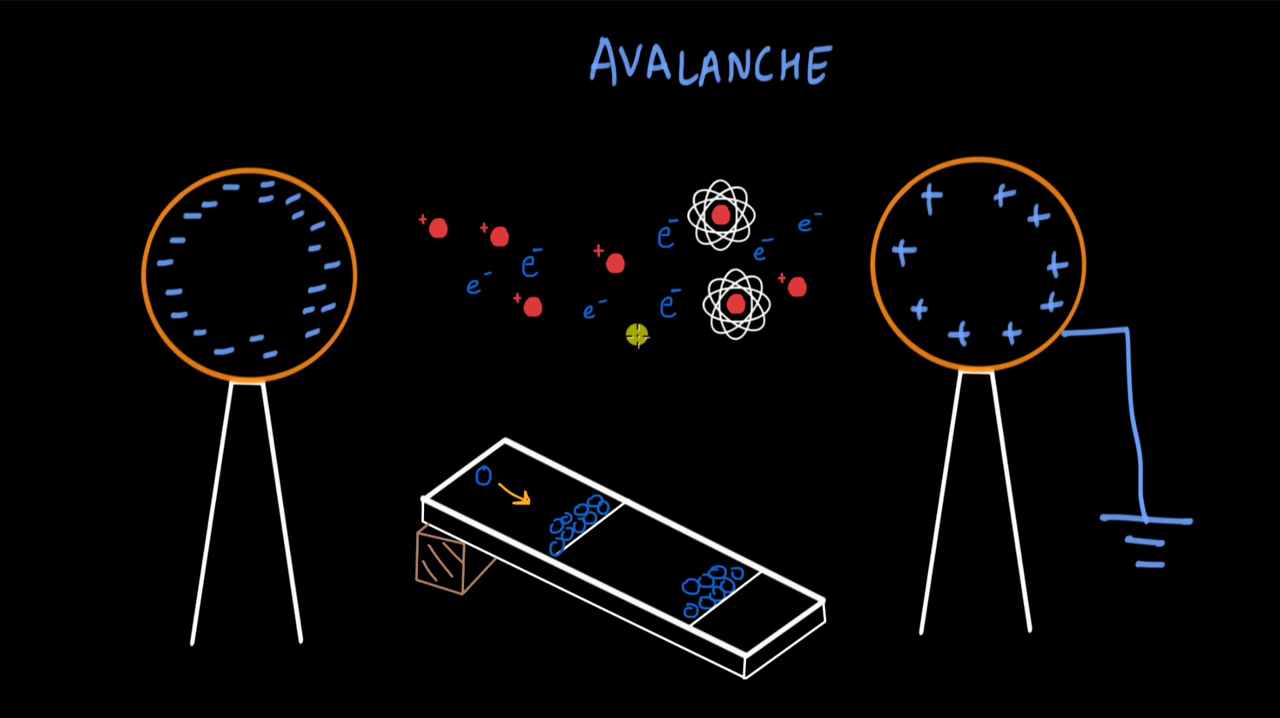 AVALANCHE
e⁻
e⁻
e⁻
e⁻
e⁻
e⁻
e⁻
+
+
+
+
+
+ + + + + + + + +
− − − − − − − − − − − − − − − − − − − − − −